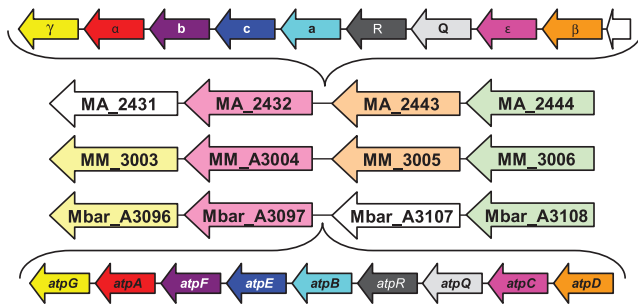 γ α b c a R Q ε β
MA_2431 MA_2432 MA_2443 MA_2444
MM_3003 MM_A3004 MM_3005 MM_3006
Mbar_A3096 Mbar_A3097 Mbar_A3107 Mbar_A3108
atpG atpA atpF atpE atpB atpR atpQ atpC atpD